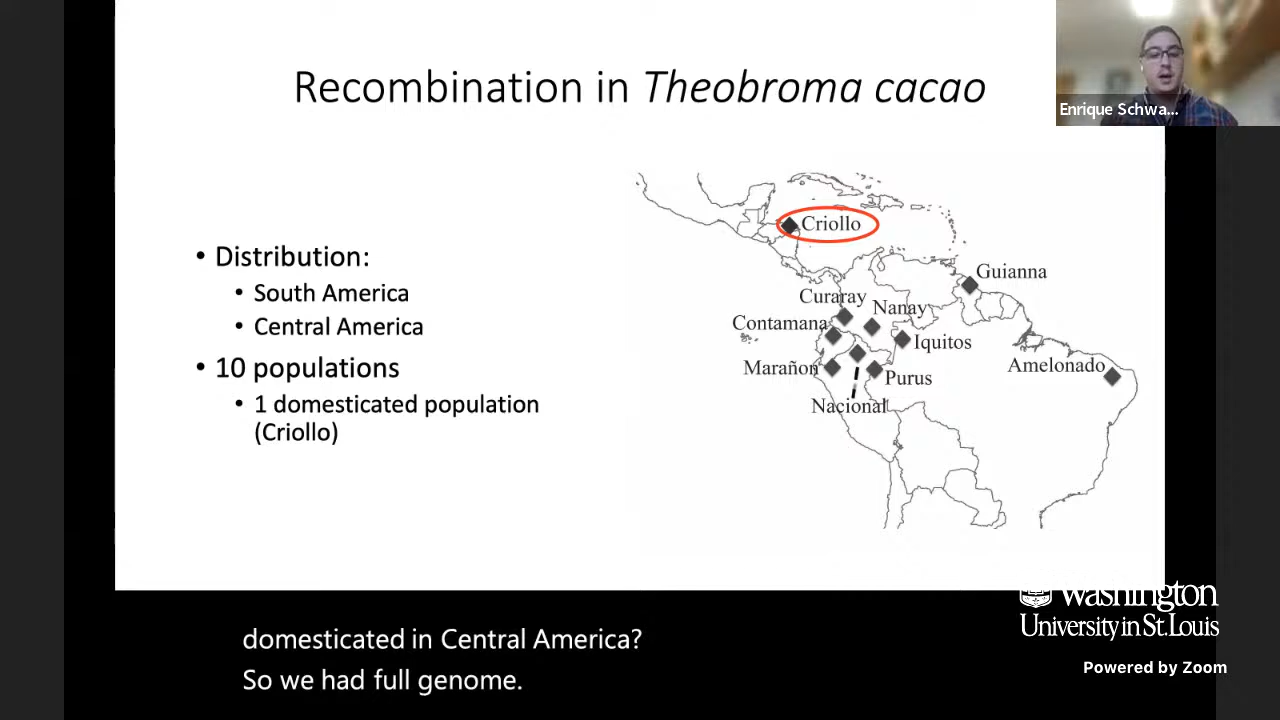 Recombination in Theobroma cacao
Enrique Schwa...
• Distribution:
• South America
• Central America
• 10 populations
• 1 domesticated population
(Criollo)
Criollo
Guianna
Curaray
Nanay
Contamana
Iquitos
Marañon
Purus
Amelonado
Nacional
Washington
University in St. Louis
Powered by Zoom
domesticated in Central America?
So we had full genome.